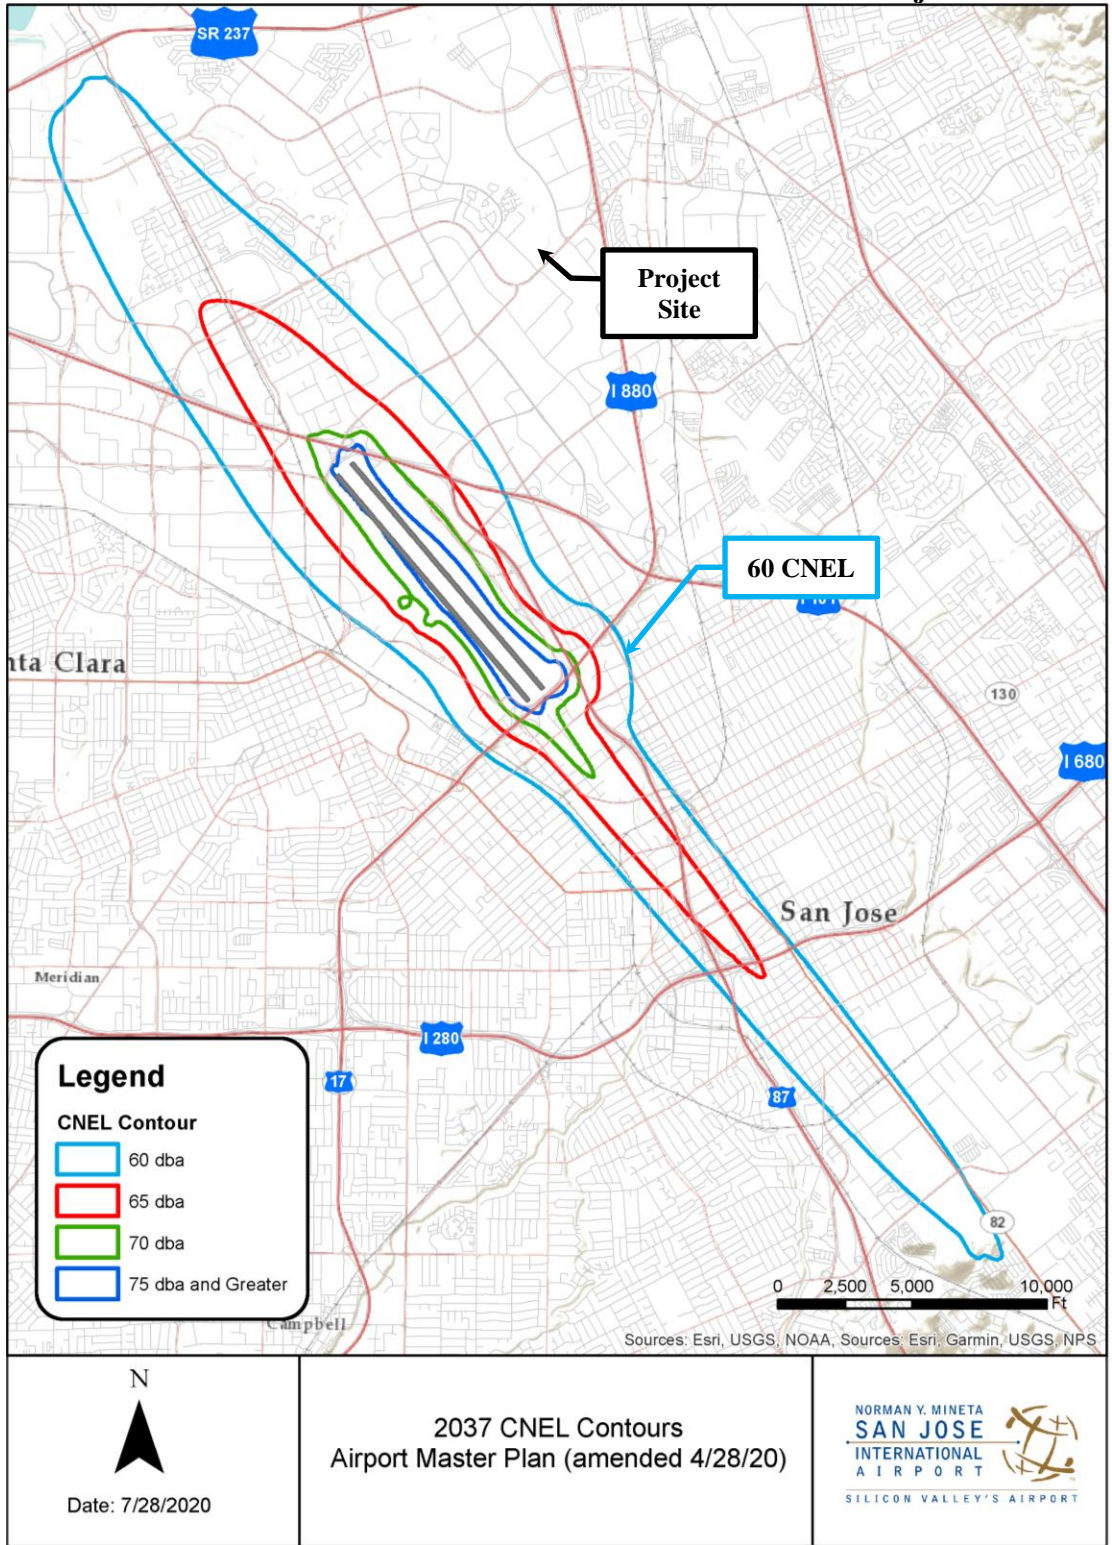 SR 237
Project
Site
I 880
60 CNEL
nta Clara
130
I 680
San Jose
Meridian
I 280
17
87
82
Legend
CNEL Contour
60 dba
65 dba
70 dba
75 dba and Greater
Campbell
0 2,500 5,000 10,000
Ft
Sources: Esri, USGS, NOAA, Sources: Esri, Garmin, USGS, NPS
N
Date: 7/28/2020
2037 CNEL Contours
Airport Master Plan (amended 4/28/20)
NORMAN Y. MINETA
SAN JOSE
INTERNATIONAL
AIRPORT
SILICON VALLEY'S AIRPORT